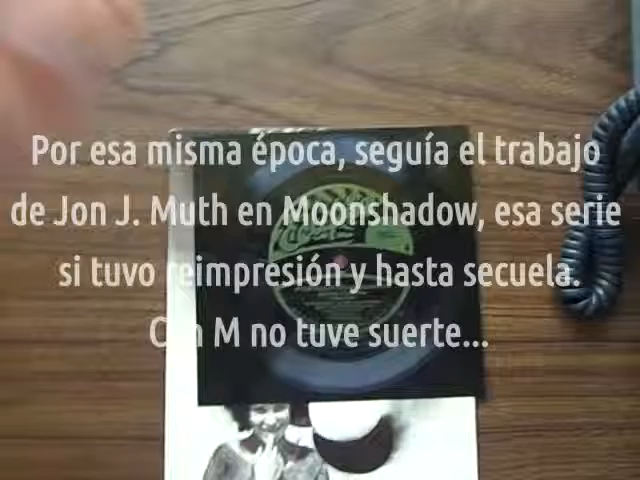 Por esa misma época, seguía el trabajo
de Jon J. Muth en Moonshadow, esa serie
si tuvo reimpresión y hasta secuela.
Con M no tuve suerte...